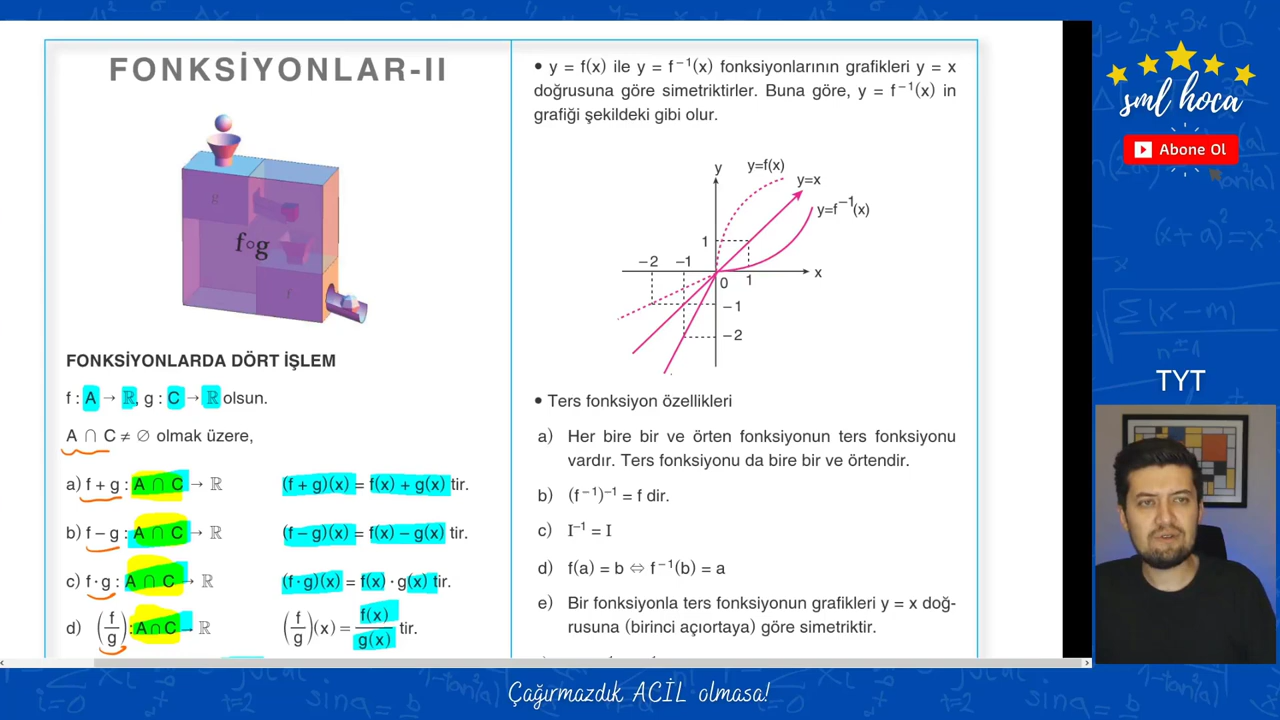 FONKSİYONLAR-II
g
f∘g
f
FONKSİYONLARDA DÖRT İŞLEM
f : A → ℝ, g : C → ℝ olsun.
A ∩ C ≠ ∅ olmak üzere,
a) f + g : A ∩ C → ℝ (f + g)(x) = f(x) + g(x) tir.
b) f – g : A ∩ C → ℝ (f – g)(x) = f(x) – g(x) tir.
c) f · g : A ∩ C → ℝ (f · g)(x) = f(x) · g(x) tir.
d) (f/g) : A ∩ C → ℝ (f/g)(x) = f(x)/g(x) tir.
• y = f(x) ile y = f⁻¹(x) fonksiyonlarının grafikleri y = x
doğrusuna göre simetriktirler. Buna göre, y = f⁻¹(x) in
grafiği şekildeki gibi olur.
y
y=f(x)
y=x
y=f⁻¹(x)
1
–2 –1
x
0 1
–1
–2
• Ters fonksiyon özellikleri
a) Her bire bir ve örten fonksiyonun ters fonksiyonu
vardır. Ters fonksiyonu da bire bir ve örtendir.
b) (f⁻¹)⁻¹ = f dir.
c) I⁻¹ = I
d) f(a) = b ⇔ f⁻¹(b) = a
e) Bir fonksiyonla ters fonksiyonun grafikleri y = x doğ-
rusuna (birinci açıortaya) göre simetriktir.
sml hoca
Abone Ol
(x + a)² = x²
Σ(x – m)
TYT
Çağırmazdık ACİL olmasa!